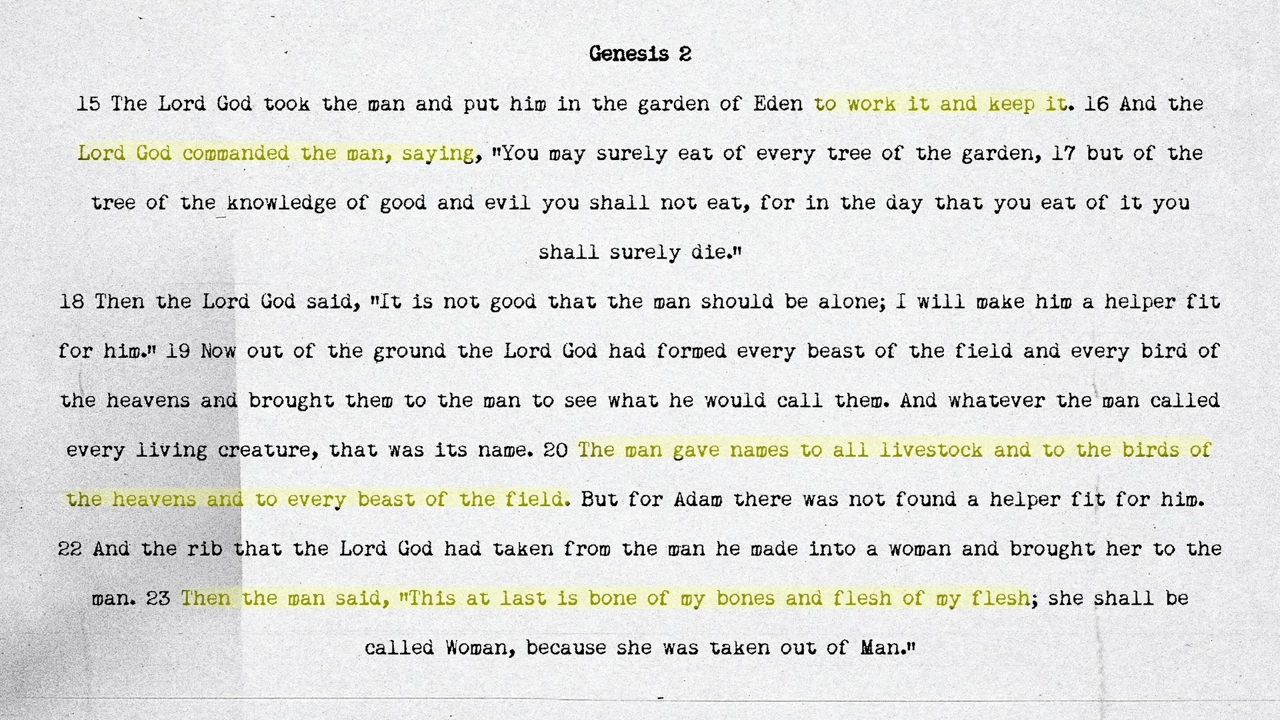 Genesis 2
15 The Lord God took the man and put him in the garden of Eden to work it and keep it. 16 And the
Lord God commanded the man, saying, "You may surely eat of every tree of the garden, 17 but of the
tree of the knowledge of good and evil you shall not eat, for in the day that you eat of it you
shall surely die."
18 Then the Lord God said, "It is not good that the man should be alone; I will make him a helper fit
for him." 19 Now out of the ground the Lord God had formed every beast of the field and every bird of
the heavens and brought them to the man to see what he would call them. And whatever the man called
every living creature, that was its name. 20 The man gave names to all livestock and to the birds of
the heavens and to every beast of the field. But for Adam there was not found a helper fit for him.
22 And the rib that the Lord God had taken from the man he made into a woman and brought her to the
man. 23 Then the man said, "This at last is bone of my bones and flesh of my flesh; she shall be
called Woman, because she was taken out of Man."